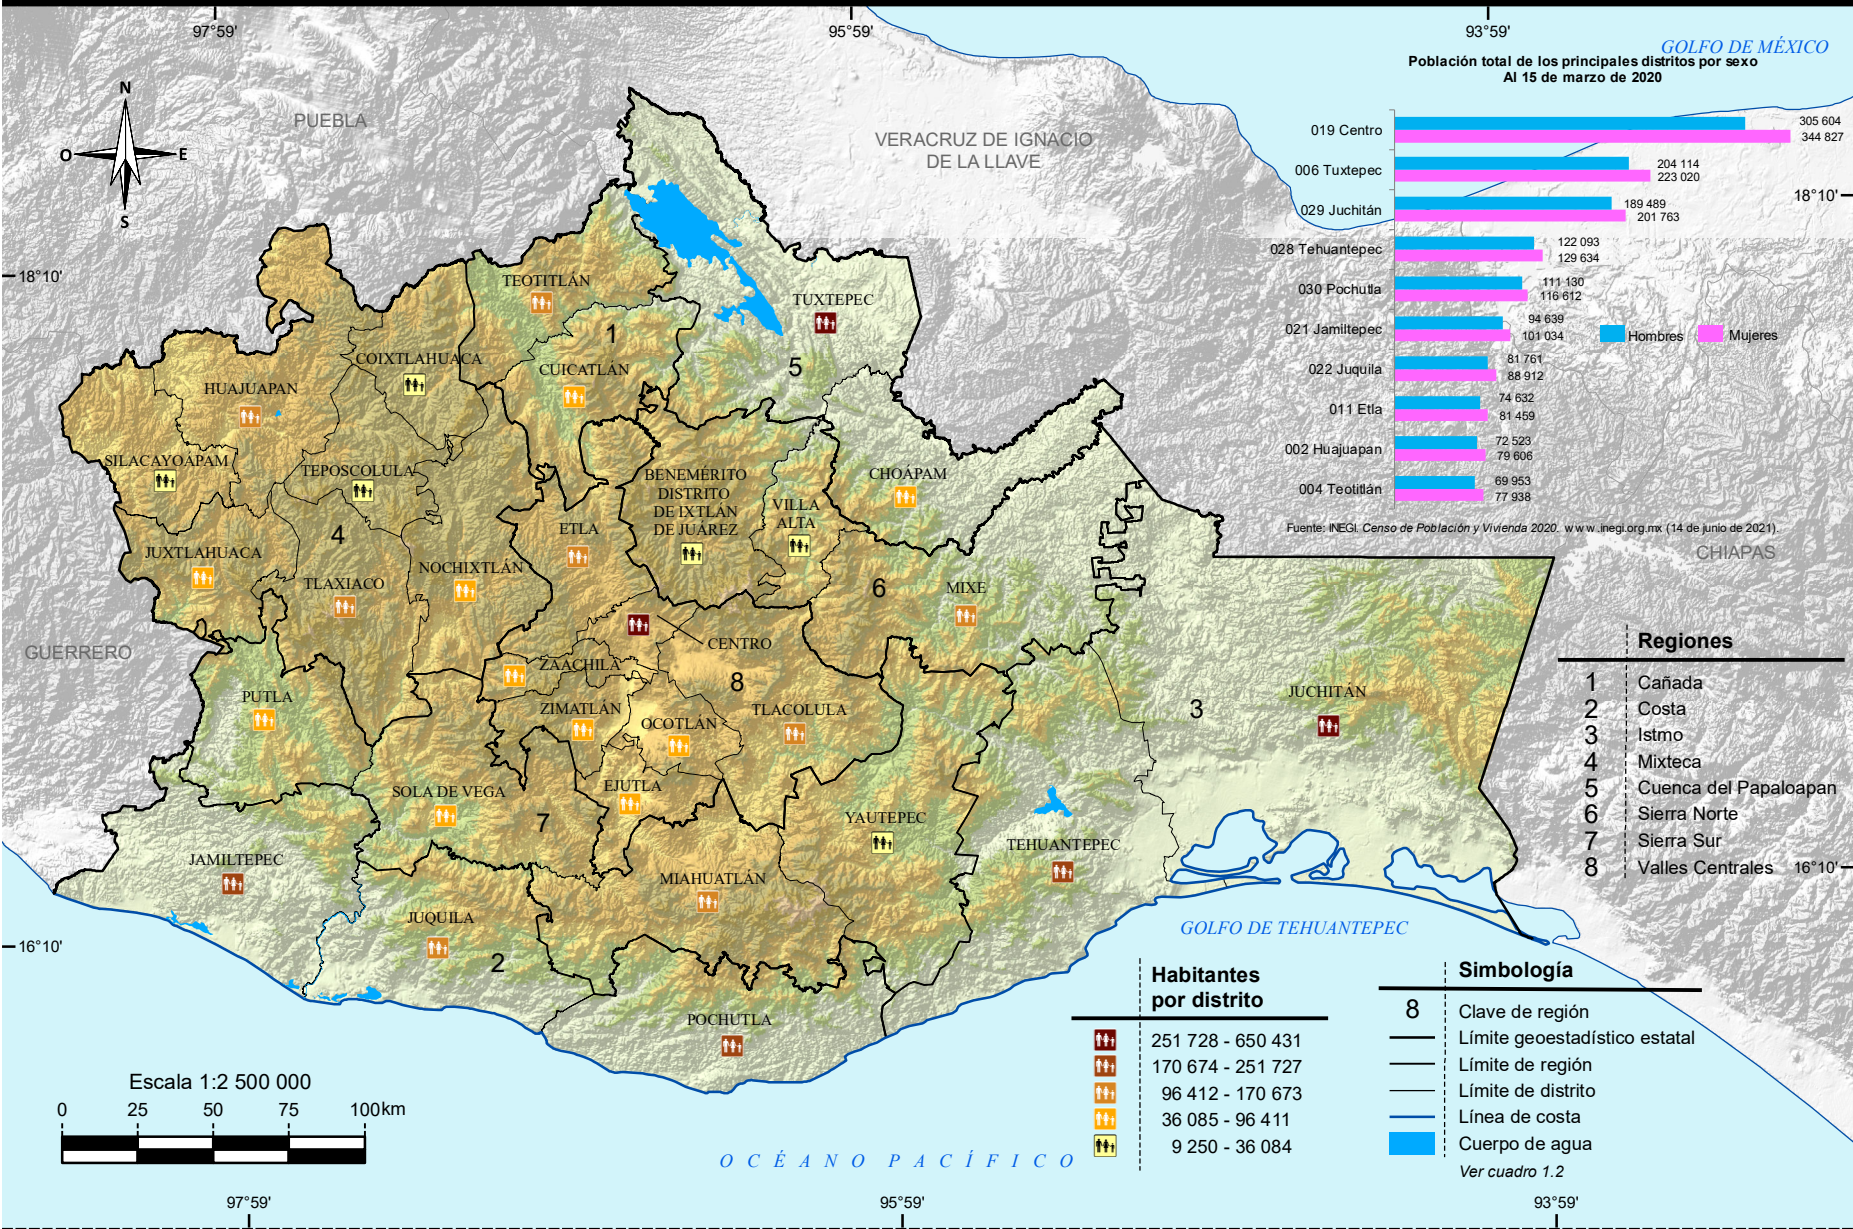 97°59'
95°59'
93°59'
GOLFO DE MÉXICO
Población total de los principales distritos por sexo
Al 15 de marzo de 2020
019 Centro
305 604
344 827
006 Tuxtepec
204 114
223 020
029 Juchitán
189 489
201 763
028 Tehuantepec
122 093
129 634
030 Pochutla
111 130
116 612
021 Jamiltepec
94 639
101 034
022 Juquila
81 761
88 912
011 Etla
74 632
81 459
002 Huajuapan
72 523
79 606
004 Teotitlán
69 953
77 938
Hombres
Mujeres
Fuente: INEGI. Censo de Población y Vivienda 2020. www.inegi.org.mx (14 de junio de 2021).
N
O
E
S
PUEBLA
VERACRUZ DE IGNACIO
DE LA LLAVE
18°10'
18°10'
CHIAPAS
GUERRERO
TEOTITLÁN
TUXTEPEC
1
COIXTLAHUACA
CUICATLÁN
5
HUAJUAPAN
SILACAYOÁPAM
TEPOSCOLULA
BENEMÉRITO
DISTRITO
DE IXTLÁN
DE JUÁREZ
VILLA
ALTA
CHOÁPAM
4
ETLA
JUXTLAHUACA
TLAXIACO
NOCHIXTLÁN
6
MIXE
CENTRO
ZAACHILA
8
PUTLA
ZIMATLÁN
OCOTLÁN
TLACOLULA
3
JUCHITÁN
SOLA DE VEGA
EJUTLA
7
YAUTEPEC
TEHUANTEPEC
JAMILTEPEC
MIAHUATLÁN
JUQUILA
2
POCHUTLA
GOLFO DE TEHUANTEPEC
OCÉANO PACÍFICO
Regiones
1 Cañada
2 Costa
3 Istmo
4 Mixteca
5 Cuenca del Papaloapan
6 Sierra Norte
7 Sierra Sur
8 Valles Centrales
16°10'
16°10'
Habitantes
por distrito
251 728 - 650 431
170 674 - 251 727
96 412 - 170 673
36 085 - 96 411
9 250 - 36 084
Simbología
8 Clave de región
Límite geoestadístico estatal
Límite de región
Límite de distrito
Línea de costa
Cuerpo de agua
Ver cuadro 1.2
Escala 1:2 500 000
0 25 50 75 100km
97°59'
95°59'
93°59'